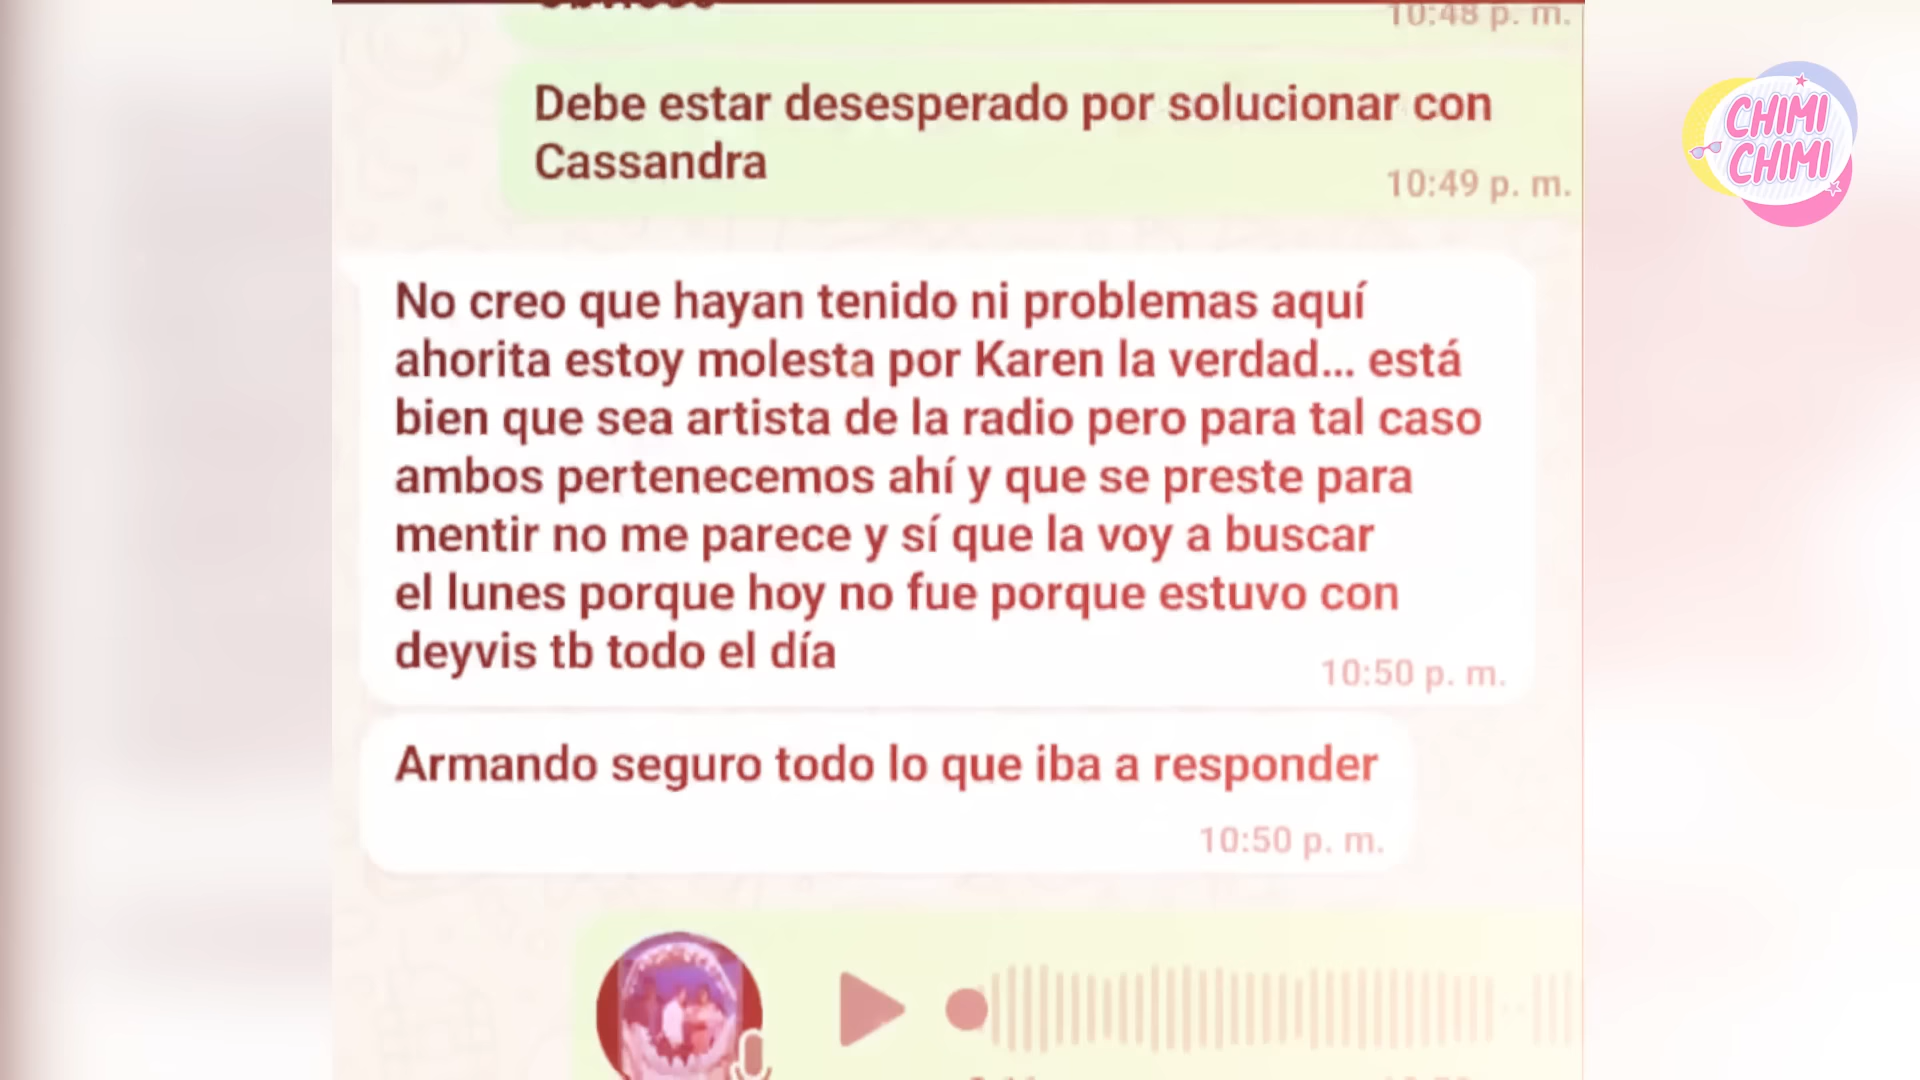 10:48 p. m.
Debe estar desesperado por solucionar con
Cassandra
10:49 p. m.
CHIMI
CHIMI
No creo que hayan tenido ni problemas aquí
ahorita estoy molesta por Karen la verdad... está
bien que sea artista de la radio pero para tal caso
ambos pertenecemos ahí y que se preste para
mentir no me parece y sí que la voy a buscar
el lunes porque hoy no fue porque estuvo con
deyvis tb todo el día
10:50 p. m.
Armando seguro todo lo que iba a responder
10:50 p. m.